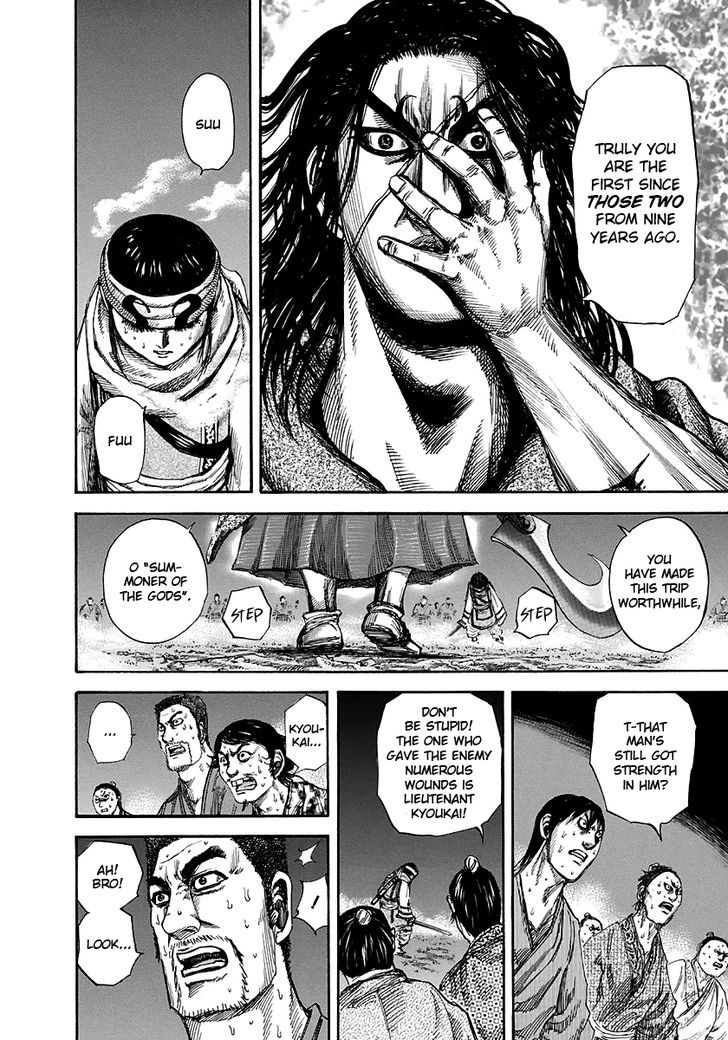 TRULY YOU
ARE THE
FIRST SINCE
THOSE TWO
FROM NINE
YEARS AGO.
SUU
FUU
YOU
HAVE MADE
THIS TRIP
WORTHWHILE,
STEP
STEP
O "SUM-
MONER OF
THE GODS".
T-THAT
MAN'S
STILL GOT
STRENGTH
IN HIM?
DON'T
BE STUPID!
THE ONE WHO
GAVE THE ENEMY
NUMEROUS
WOUNDS IS
LIEUTENANT
KYOUKAI!
KYOU-
KAI...
...
!
AH!
BRO!
LOOK...